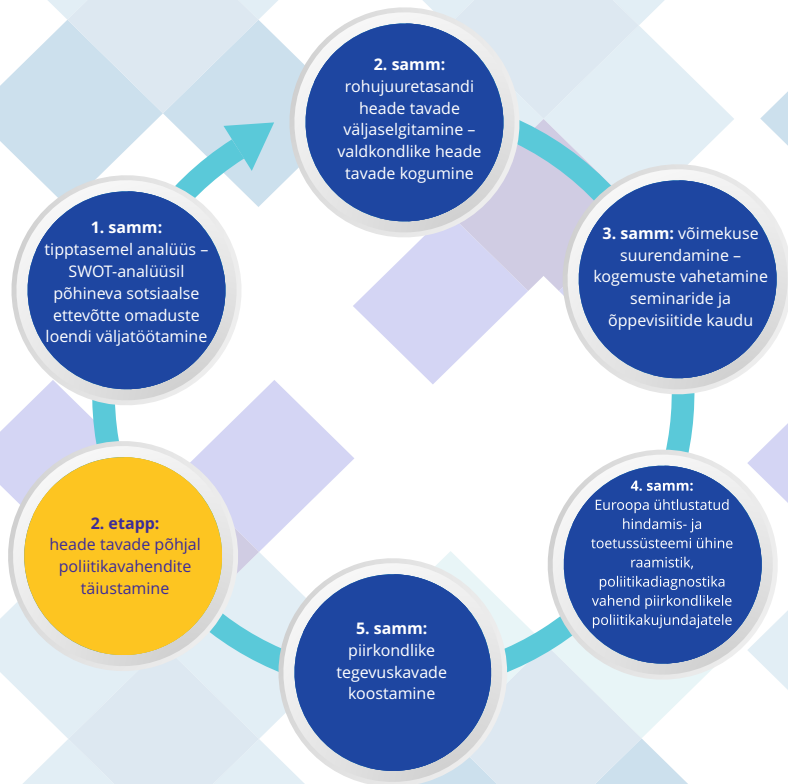 1. samm:
tipptasemel analüüs –
SWOT-analüüsil
põhineva sotsiaalse
ettevõtte omaduste
loendi väljatöötamine
2. samm:
rohujuuretasandi
heade tavade
väljaselgitamine –
valdkondlike heade
tavade kogumine
3. samm: võimekuse
suurendamine –
kogemuste vahetamine
seminaride ja
õppevisiitide kaudu
4. samm:
Euroopa ühtlustatud
hindamis- ja
toetussüsteemi ühine
raamistik,
poliitikadiagnostika
vahend piirkondlikele
poliitikakujundajatele
5. samm:
piirkondlike
tegevuskavade
koostamine
2. etapp:
heade tavade põhjal
poliitikavahendite
täiustamine